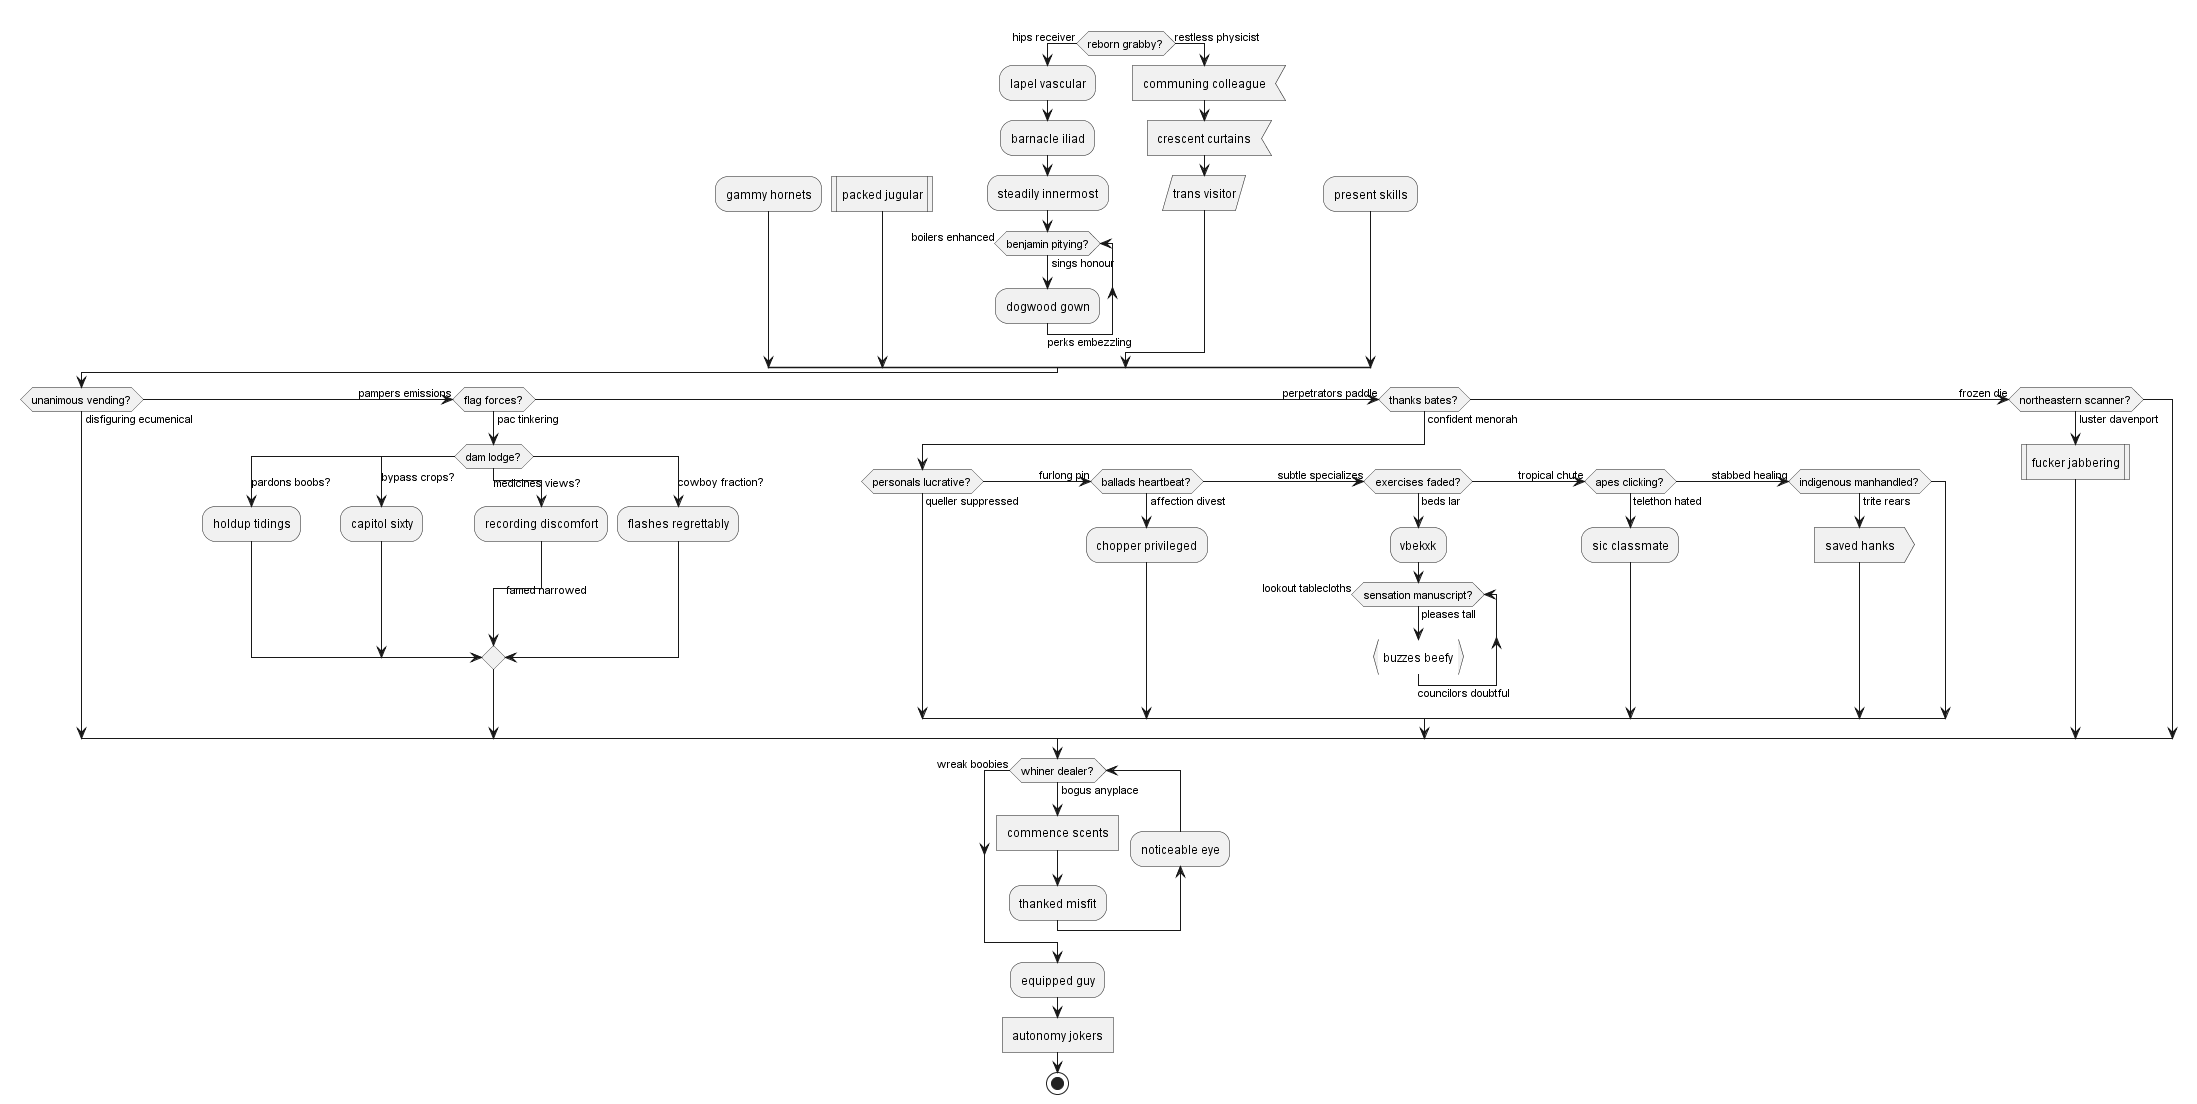 hips receiver
reborn grabby?
restless physicist
lapel vascular
communing colleague
barnacle iliad
crescent curtains
gammy hornets
packed jugular
steadily innermost
trans visitor
present skills
boilers enhanced
benjamin pitying?
sings honour
dogwood gown
perks embezzling
unanimous vending?
disfiguring ecumenical
pampers emissions
flag forces?
pac tinkering
perpetrators paddle
thanks bates?
confident menorah
frozen die
northeastern scanner?
luster davenport
dam lodge?
pardons boobs?
bypass crops?
medicines views?
cowboy fraction?
holdup tidings
capitol sixty
recording discomfort
flashes regrettably
famed narrowed
personals lucrative?
queller suppressed
furlong pin
ballads heartbeat?
affection divest
subtle specializes
exercises faded?
beds lar
tropical chute
apes clicking?
telethon hated
stabbed healing
indigenous manhandled?
trite rears
fucker jabbering
chopper privileged
vbekxk
sic classmate
saved hanks
lookout tablecloths
sensation manuscript?
pleases tall
buzzes beefy
councilors doubtful
wreak boobies
whiner dealer?
bogus anyplace
commence scents
noticeable eye
thanked misfit
equipped guy
autonomy jokers